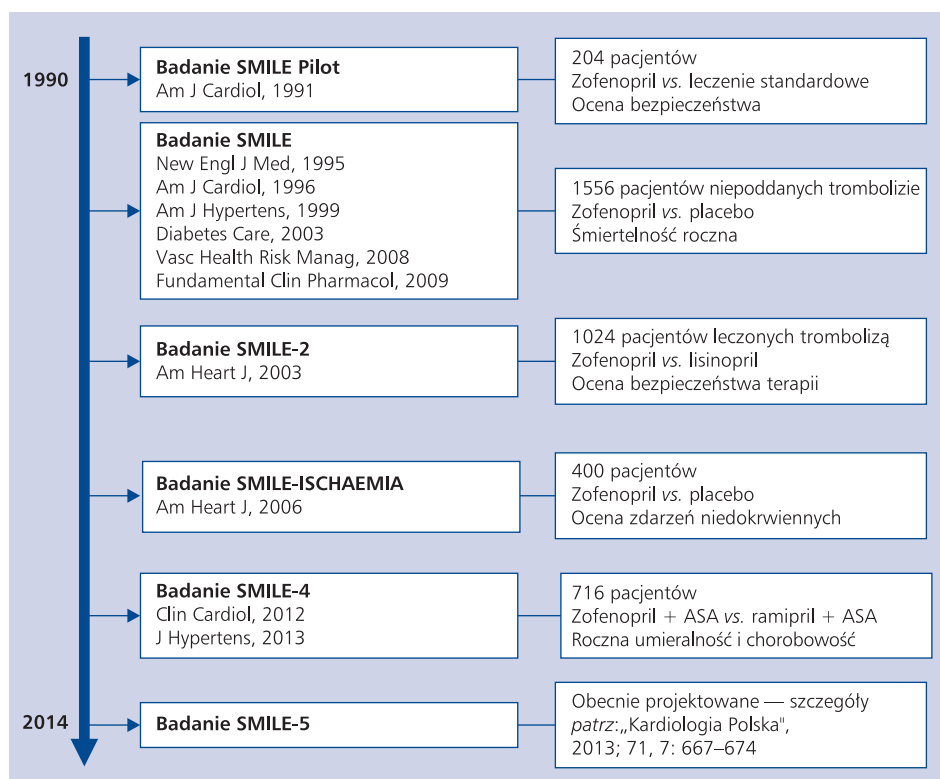 1990
Badanie SMILE Pilot
Am J Cardiol, 1991
204 pacjentów
Zofenopril vs. leczenie standardowe
Ocena bezpieczeństwa
Badanie SMILE
New Engl J Med, 1995
Am J Cardiol, 1996
Am J Hypertens, 1999
Diabetes Care, 2003
Vasc Health Risk Manag, 2008
Fundamental Clin Pharmacol, 2009
1556 pacjentów niepoddanych trombolizie
Zofenopril vs. placebo
Śmiertelność roczna
Badanie SMILE-2
Am Heart J, 2003
1024 pacjentów leczonych trombolizą
Zofenopril vs. lisinopril
Ocena bezpieczeństwa terapii
Badanie SMILE-ISCHAEMIA
Am Heart J, 2006
400 pacjentów
Zofenopril vs. placebo
Ocena zdarzeń niedokrwiennych
Badanie SMILE-4
Clin Cardiol, 2012
J Hypertens, 2013
716 pacjentów
Zofenopril + ASA vs. ramipril + ASA
Roczna umieralność i chorobowość
2014
Badanie SMILE-5
Obecnie projektowane — szczegóły
patrz:„Kardiologia Polska",
2013; 71, 7: 667–674